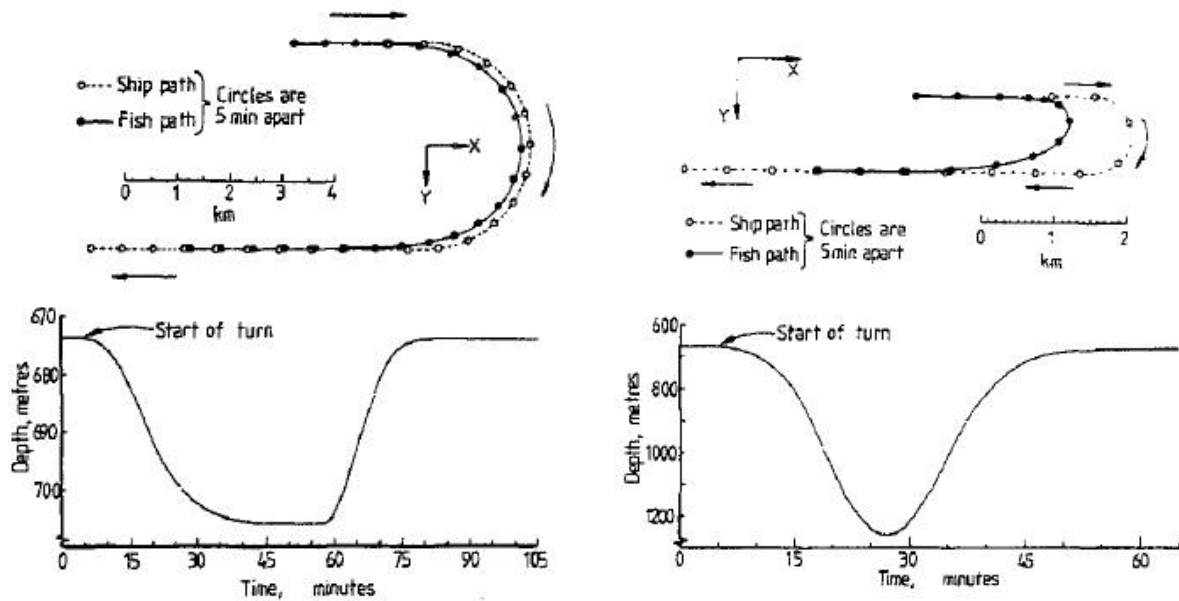 Ship path
Fish path
Circles are
5min apart
X
Y
0 1 2 3 4
km
670
680
690
700
Depth, metres
Start of turn
0 15 30 45 60 75 90 105
Time, minutes
X
Y
Ship path
Fish path
Circles are
5min apart
0 1 2
km
600
800
1000
1200
Depth, metres
Start of turn
0 15 30 45 60
Time, minutes